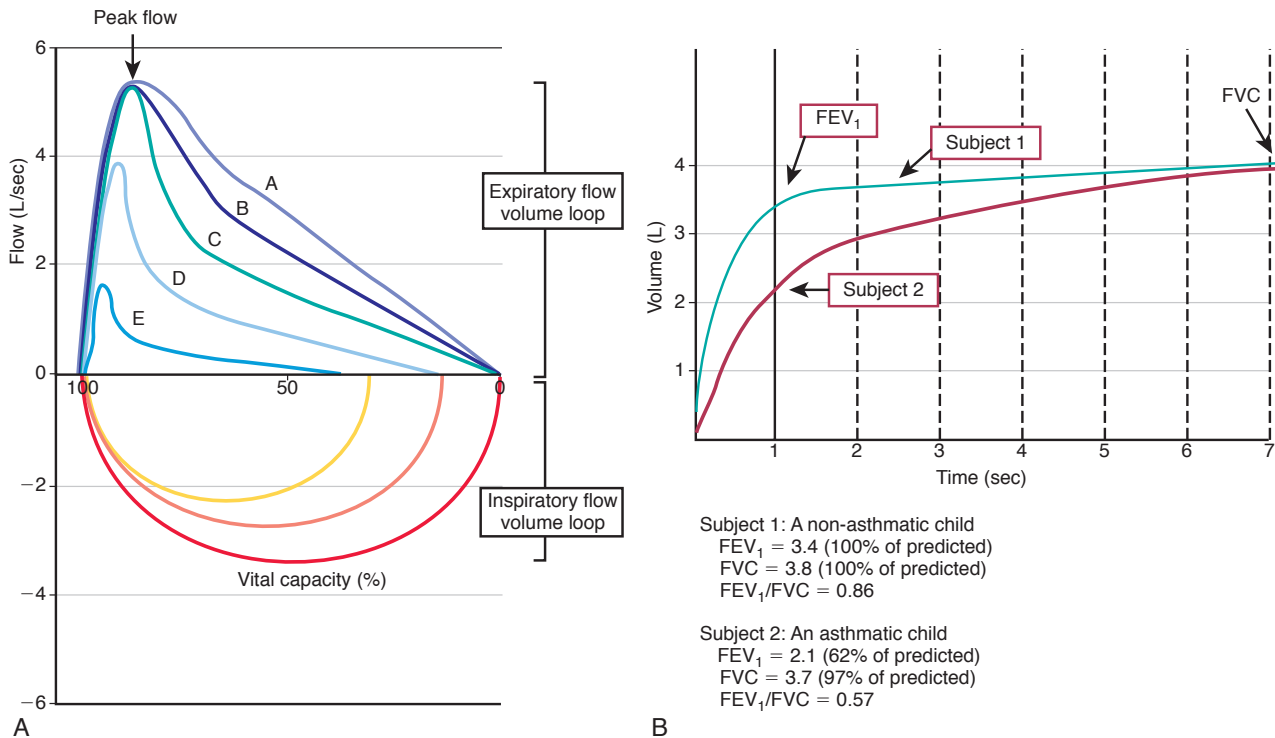 Peak flow
6
4
2
0
−2
−4
−6
Flow (L/sec)
A
B
C
D
E
100
50
0
Vital capacity (%)
Expiratory flow
volume loop
Inspiratory flow
volume loop
A
FEV₁
Subject 1
FVC
Subject 2
4
3
2
1
Volume (L)
1
2
3
4
5
6
7
Time (sec)
Subject 1: A non-asthmatic child
FEV₁ = 3.4 (100% of predicted)
FVC = 3.8 (100% of predicted)
FEV₁/FVC = 0.86
Subject 2: An asthmatic child
FEV₁ = 2.1 (62% of predicted)
FVC = 3.7 (97% of predicted)
FEV₁/FVC = 0.57
B